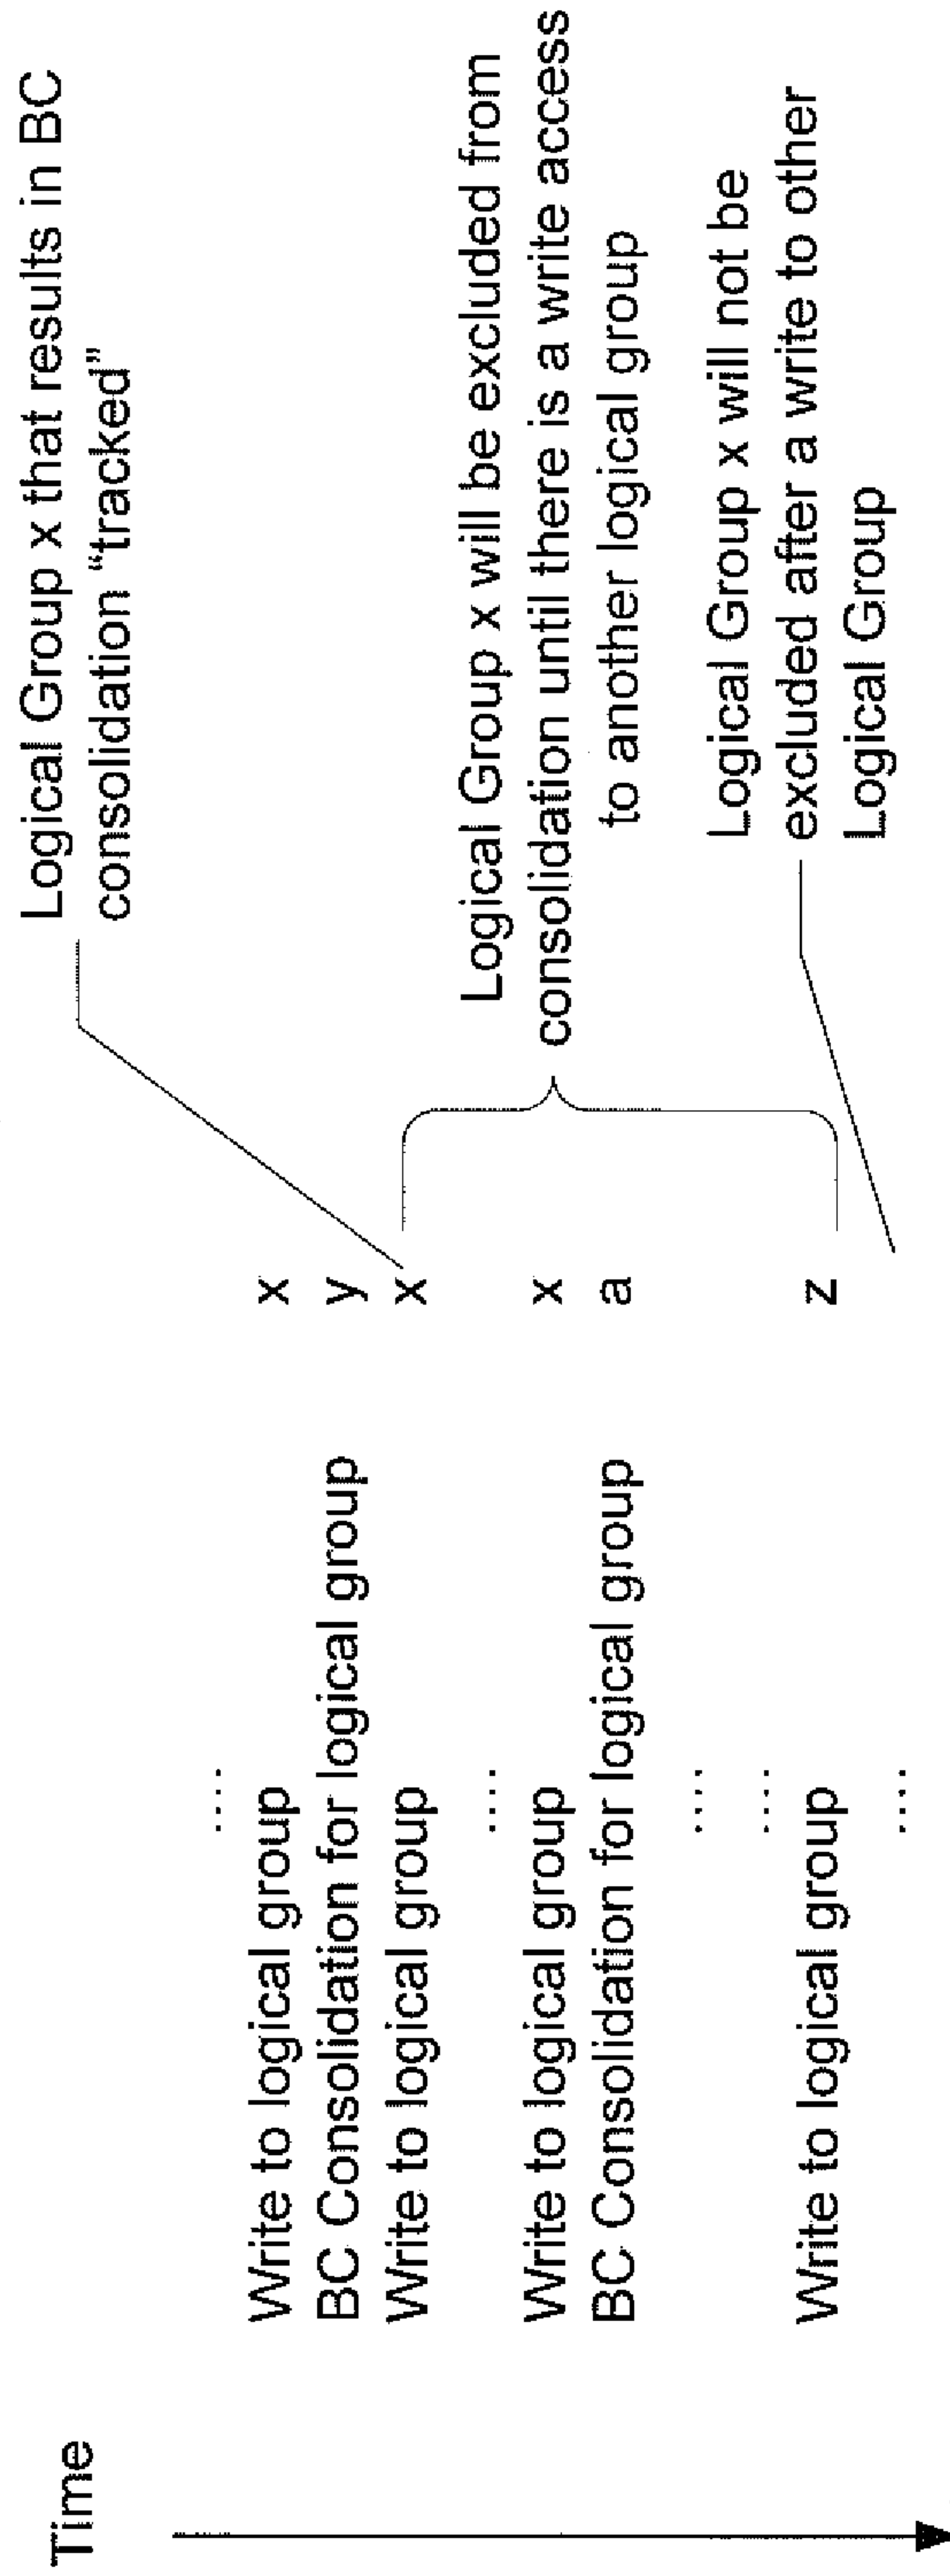 Time
....
Write to logical group x
BC Consolidation for logical group y
Write to logical group x
....
Write to logical group x
BC Consolidation for logical group a
....
....
Write to logical group z
....
Logical Group x that results in BC
consolidation “tracked”
Logical Group x will be excluded from
consolidation until there is a write access
to another logical group
Logical Group x will not be
excluded after a write to other
Logical Group